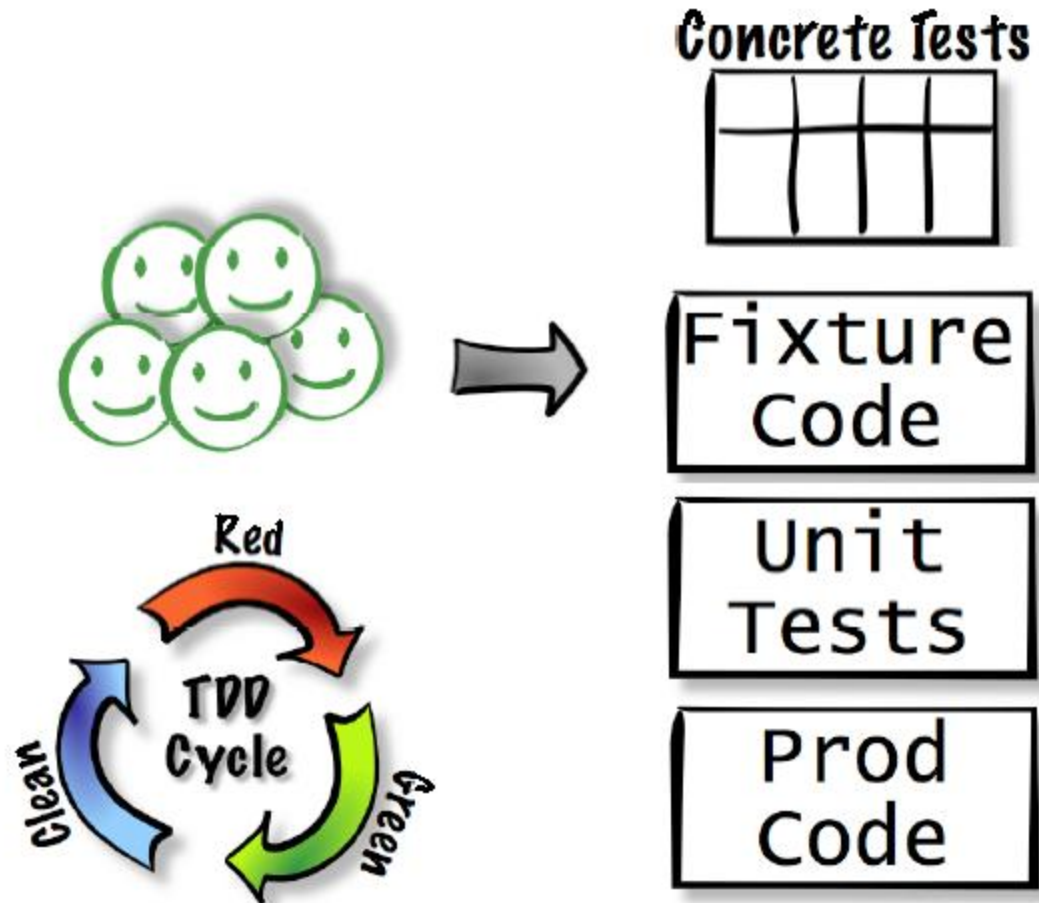 Concrete Tests
Fixture
Code
Unit
Tests
Prod
Code
Red
TDD
Cycle
Clean
Green